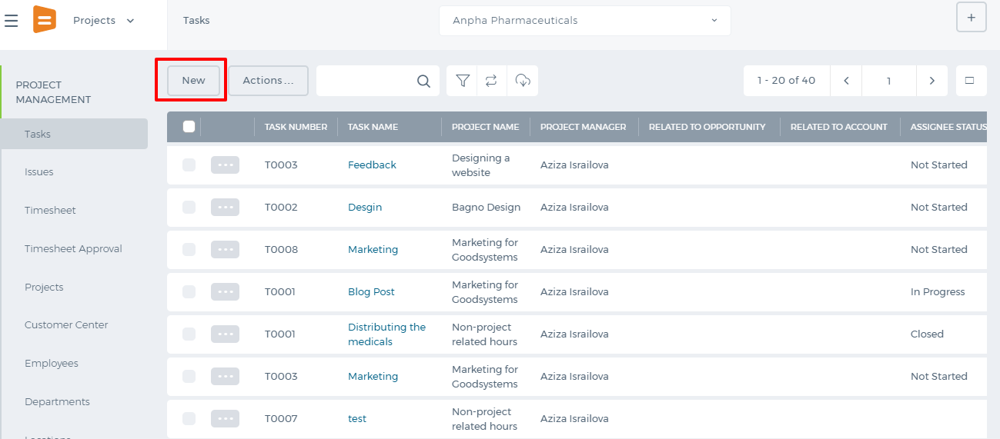 Projects
Tasks
Anpha Pharmaceuticals
+
PROJECT
MANAGEMENT
Tasks
Issues
Timesheet
Timesheet Approval
Projects
Customer Center
Employees
Departments
Locations
New
Actions...
1 - 20 of 40
1
TASK NUMBER TASK NAME PROJECT NAME PROJECT MANAGER RELATED TO OPPORTUNITY RELATED TO ACCOUNT ASSIGNEE STATUS
T0003 Feedback Designing a website Aziza Israilova Not Started
T0002 Desgin Bagno Design Aziza Israilova Not Started
T0008 Marketing Marketing for Goodsystems Aziza Israilova Not Started
T0001 Blog Post Marketing for Goodsystems Aziza Israilova In Progress
T0001 Distributing the medicals Non-project related hours Aziza Israilova Closed
T0003 Marketing Marketing for Goodsystems Aziza Israilova Not Started
T0007 test Non-project related hours Aziza Israilova